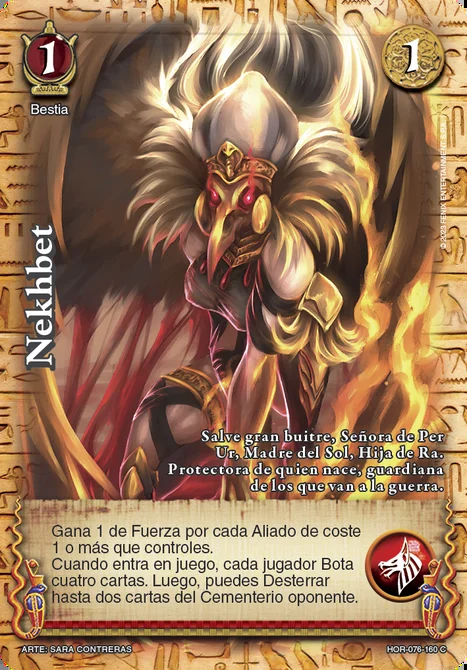 1
1
Bestia
Nekhbet
© 2023 FENIX ENTERTAINMENT
Salve gran buitre, Señora de Per
Ur, Madre del Sol, Hija de Ra.
Protectora de quien nace, guardiana
de los que van a la guerra.
Gana 1 de Fuerza por cada Aliado de coste
1 o más que controles.
Cuando entra en juego, cada jugador Bota
cuatro cartas. Luego, puedes Desterrar
hasta dos cartas del Cementerio oponente.
ARTE: SARA CONTRERAS
HOR-076-160 C